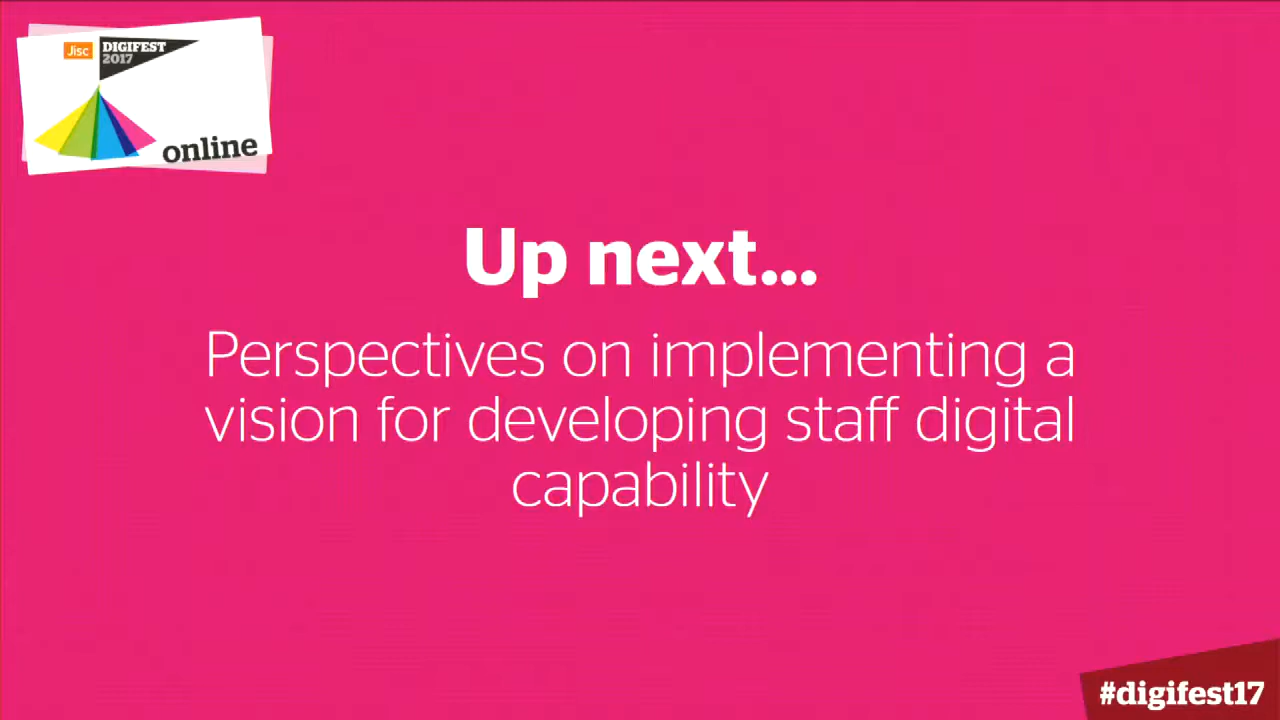 Jisc DIGIFEST
2017
online
Up next...
Perspectives on implementing a
vision for developing staff digital
capability
#digifest17